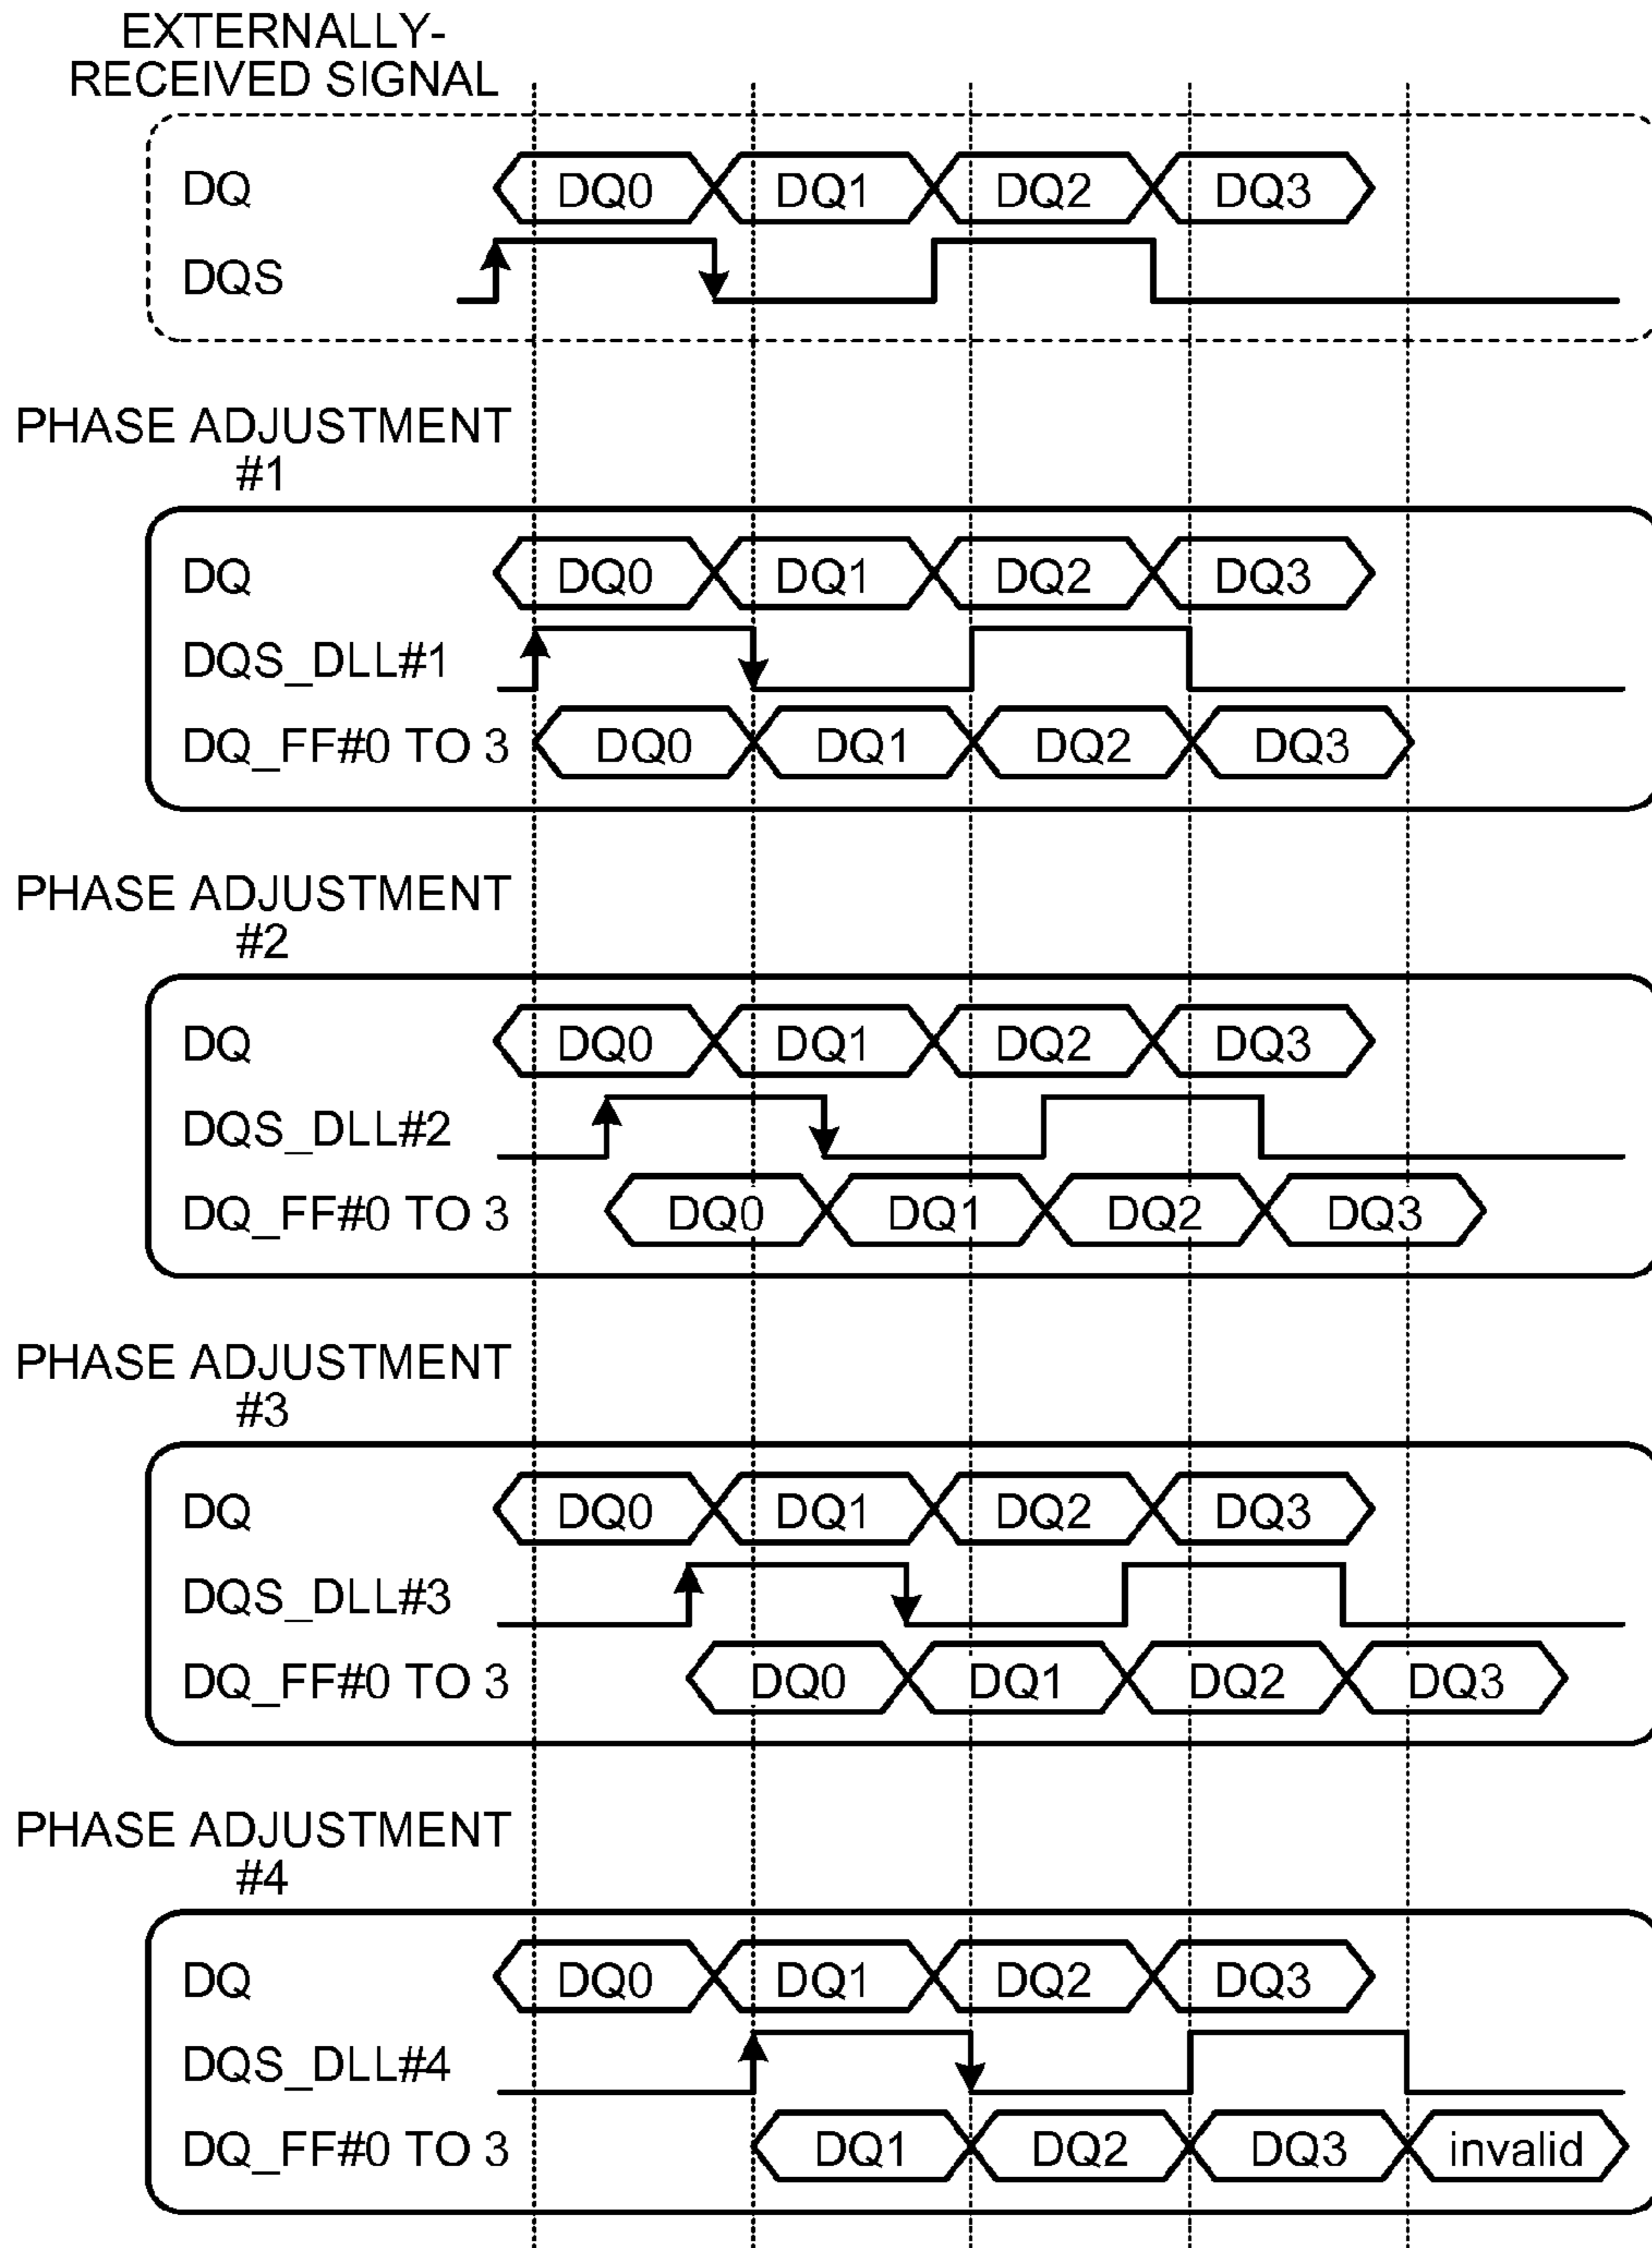 EXTERNALLY-
RECEIVED SIGNAL
DQ DQ0 DQ1 DQ2 DQ3
DQS
PHASE ADJUSTMENT
#1
DQ DQ0 DQ1 DQ2 DQ3
DQS_DLL#1
DQ_FF#0 TO 3 DQ0 DQ1 DQ2 DQ3
PHASE ADJUSTMENT
#2
DQ DQ0 DQ1 DQ2 DQ3
DQS_DLL#2
DQ_FF#0 TO 3 DQ0 DQ1 DQ2 DQ3
PHASE ADJUSTMENT
#3
DQ DQ0 DQ1 DQ2 DQ3
DQS_DLL#3
DQ_FF#0 TO 3 DQ0 DQ1 DQ2 DQ3
PHASE ADJUSTMENT
#4
DQ DQ0 DQ1 DQ2 DQ3
DQS_DLL#4
DQ_FF#0 TO 3 DQ1 DQ2 DQ3 invalid